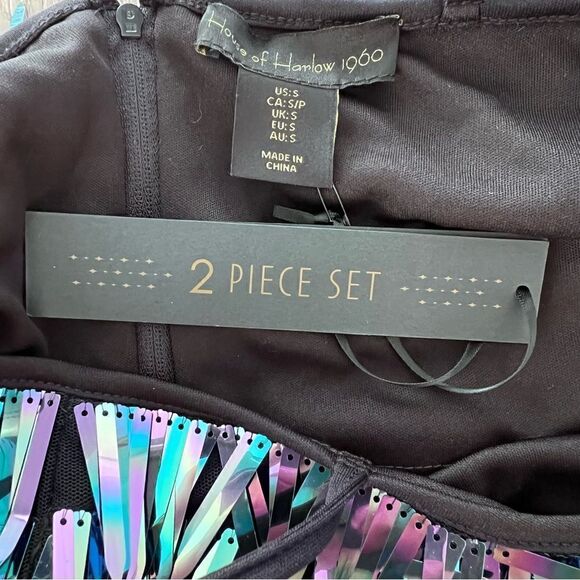 House of Harlow 1960
US:S
CA:S/P
UK:S
EU:S
AU:S
MADE IN
CHINA
2 PIECE SET